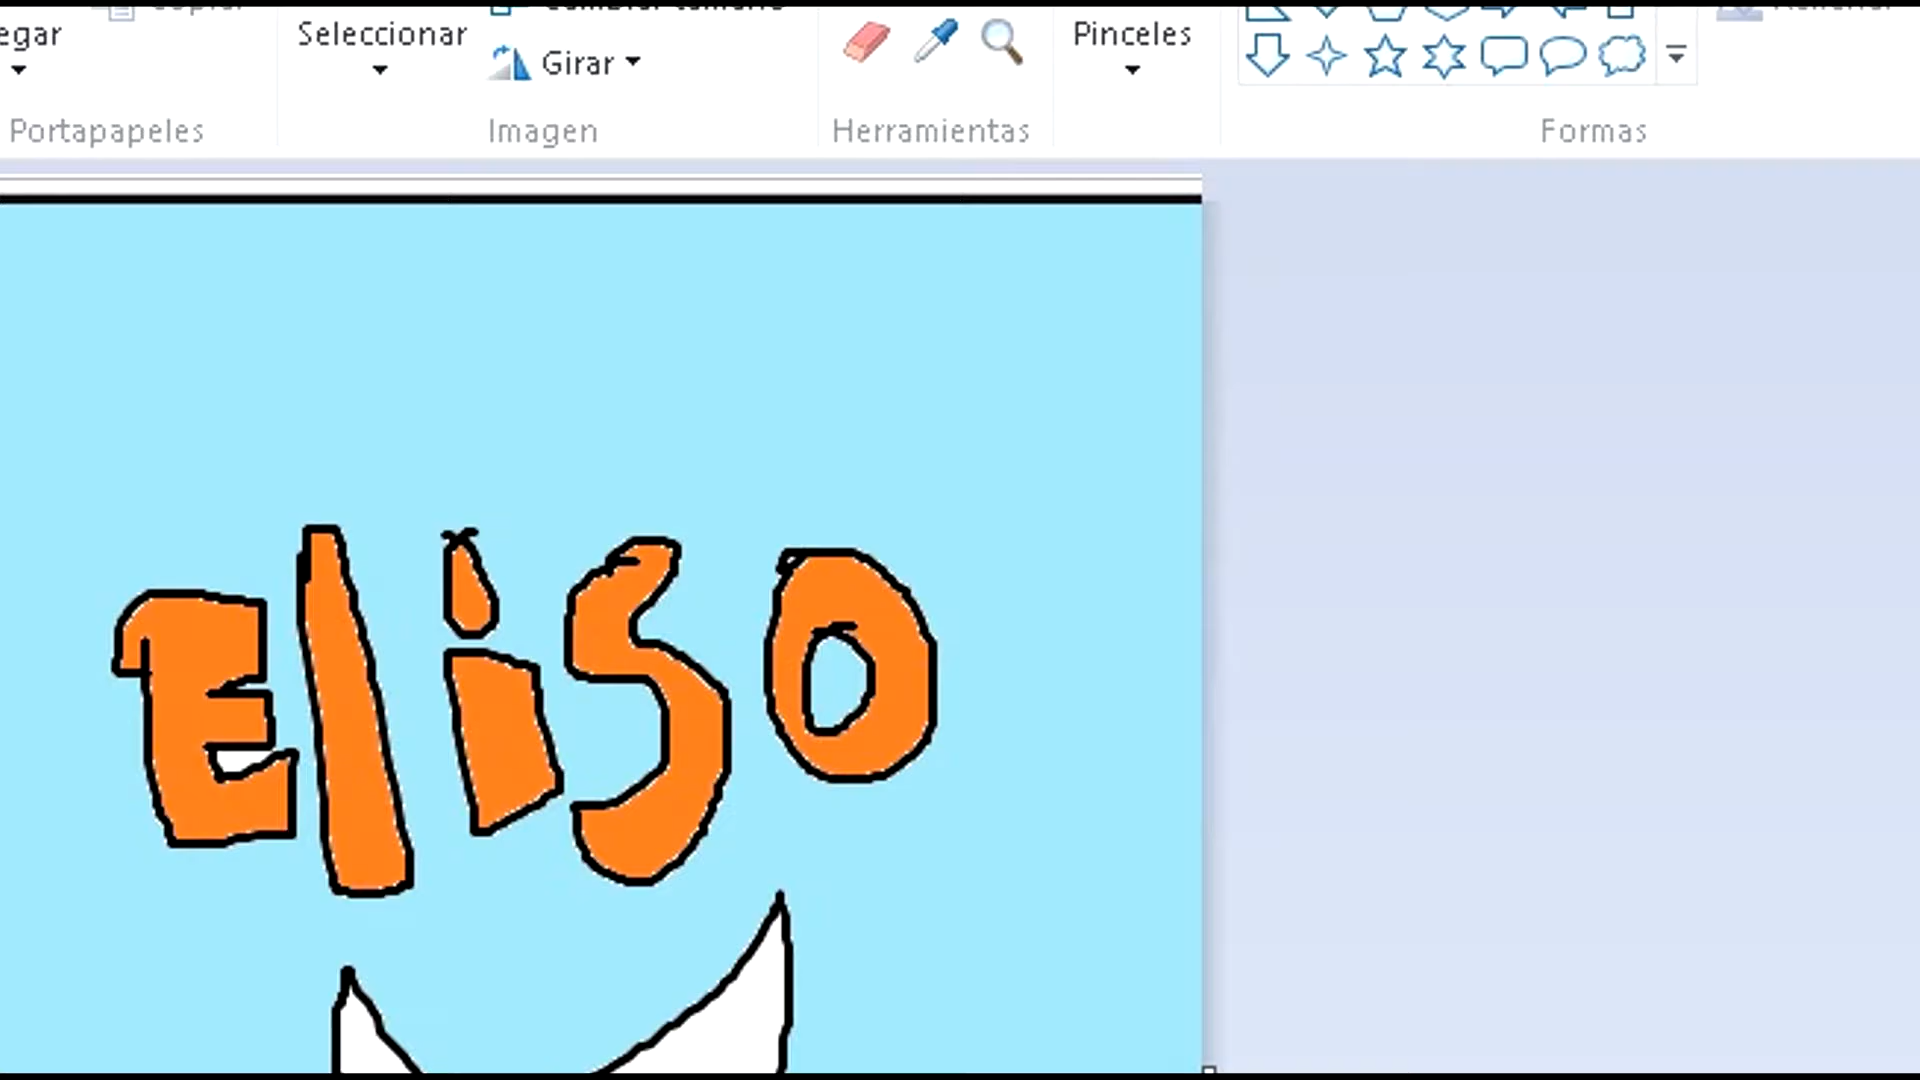 egar
Seleccionar
Girar
Pinceles
Portapapeles
Imagen
Herramientas
Formas
Eliso